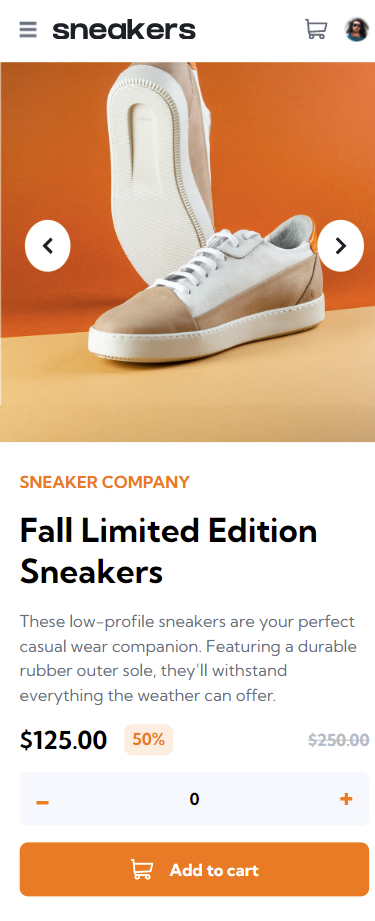 sneakers
SNEAKER COMPANY
Fall Limited Edition
Sneakers
These low-profile sneakers are your perfect
casual wear companion. Featuring a durable
rubber outer sole, they'll withstand
everything the weather can offer.
$125.00 50% $250.00
- 0 +
Add to cart